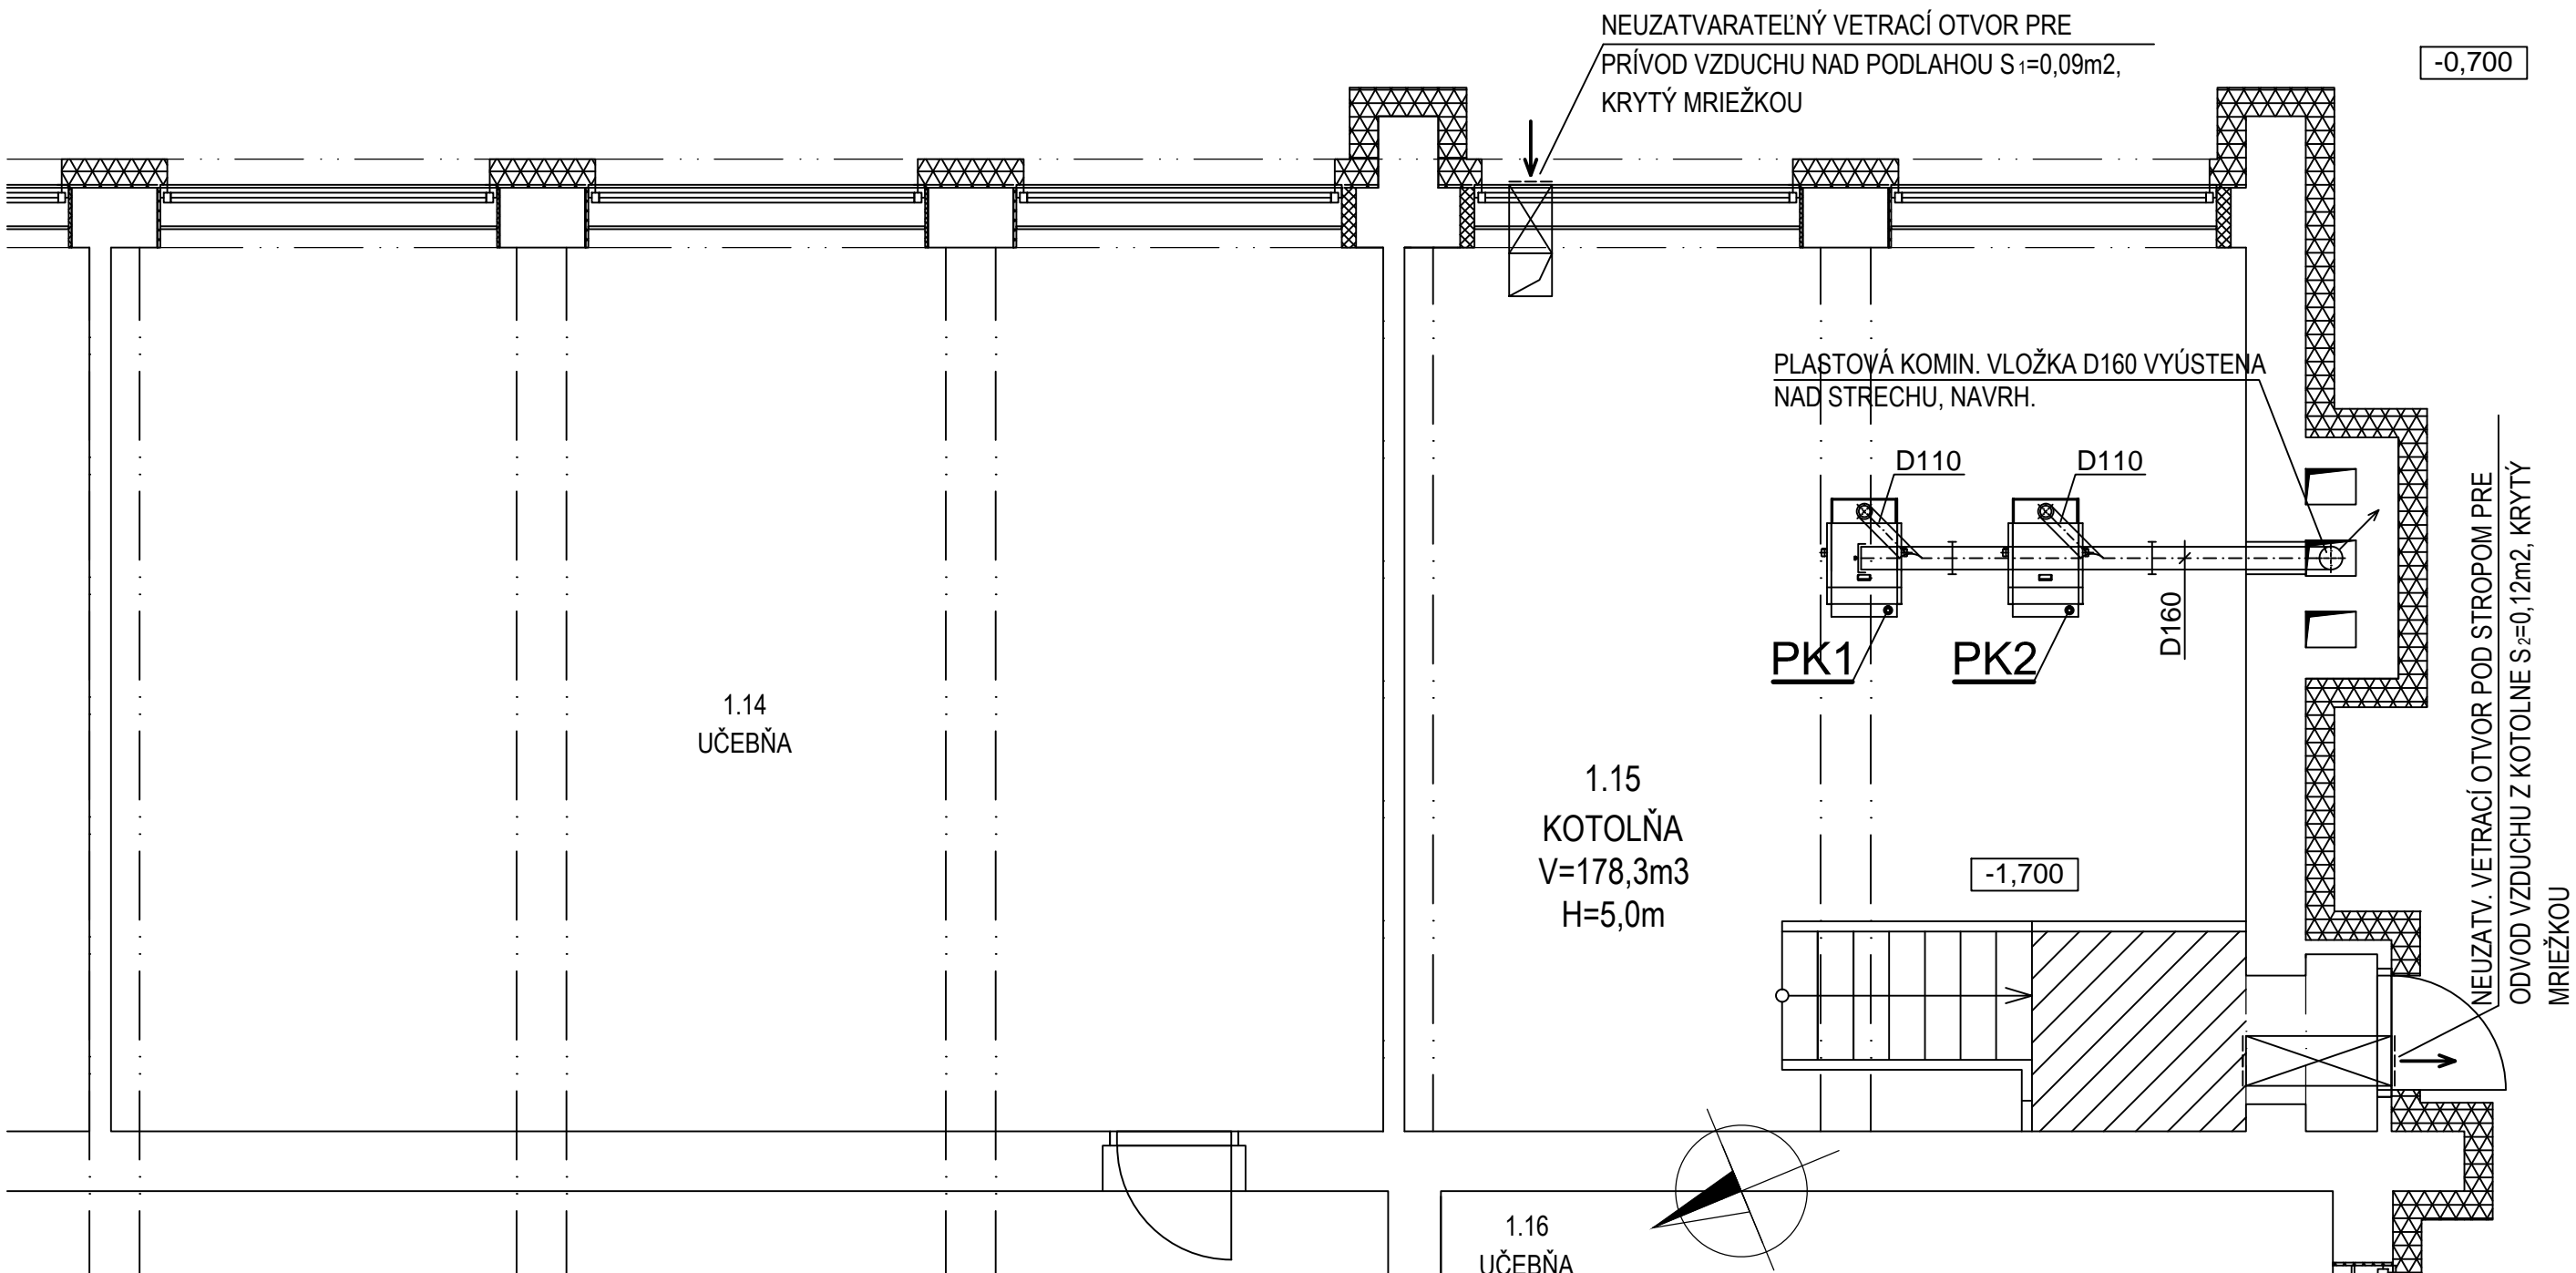 NEUZATVARATEĽNÝ VETRACÍ OTVOR PRE
PRÍVOD VZDUCHU NAD PODLAHOU S1=0,09m2,
KRYTÝ MRIEŽKOU
-0,700
PLASTOVÁ KOMIN. VLOŽKA D160 VYÚSTENA
NAD STRECHU, NAVRH.
D110
D110
D160
PK1
PK2
NEUZATV. VETRACÍ OTVOR POD STROPOM PRE
ODVOD VZDUCHU Z KOTOLNE S2=0,12m2, KRYTÝ
MRIEŽKOU
1.14
UČEBŇA
1.15
KOTOLŇA
V=178,3m3
H=5,0m
-1,700
1.16
UČEBŇA